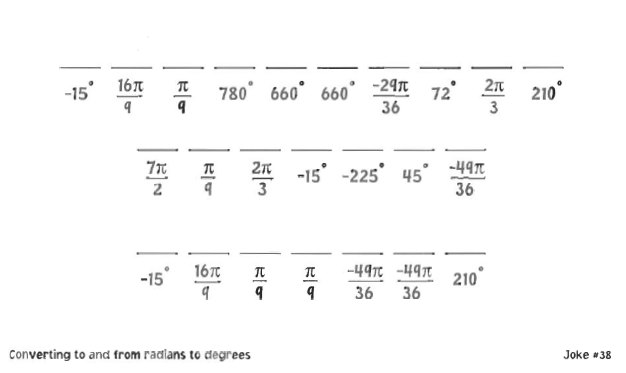 -15° 16π/9 π/9 780° 660° 660° -29π/36 72° 2π/3 210°
7π/2 π/9 2π/3 -15° -225° 45° -49π/36
-15° 16π/9 π/9 π/9 -49π/36 -49π/36 210°
Converting to and from radians to degrees Joke #38